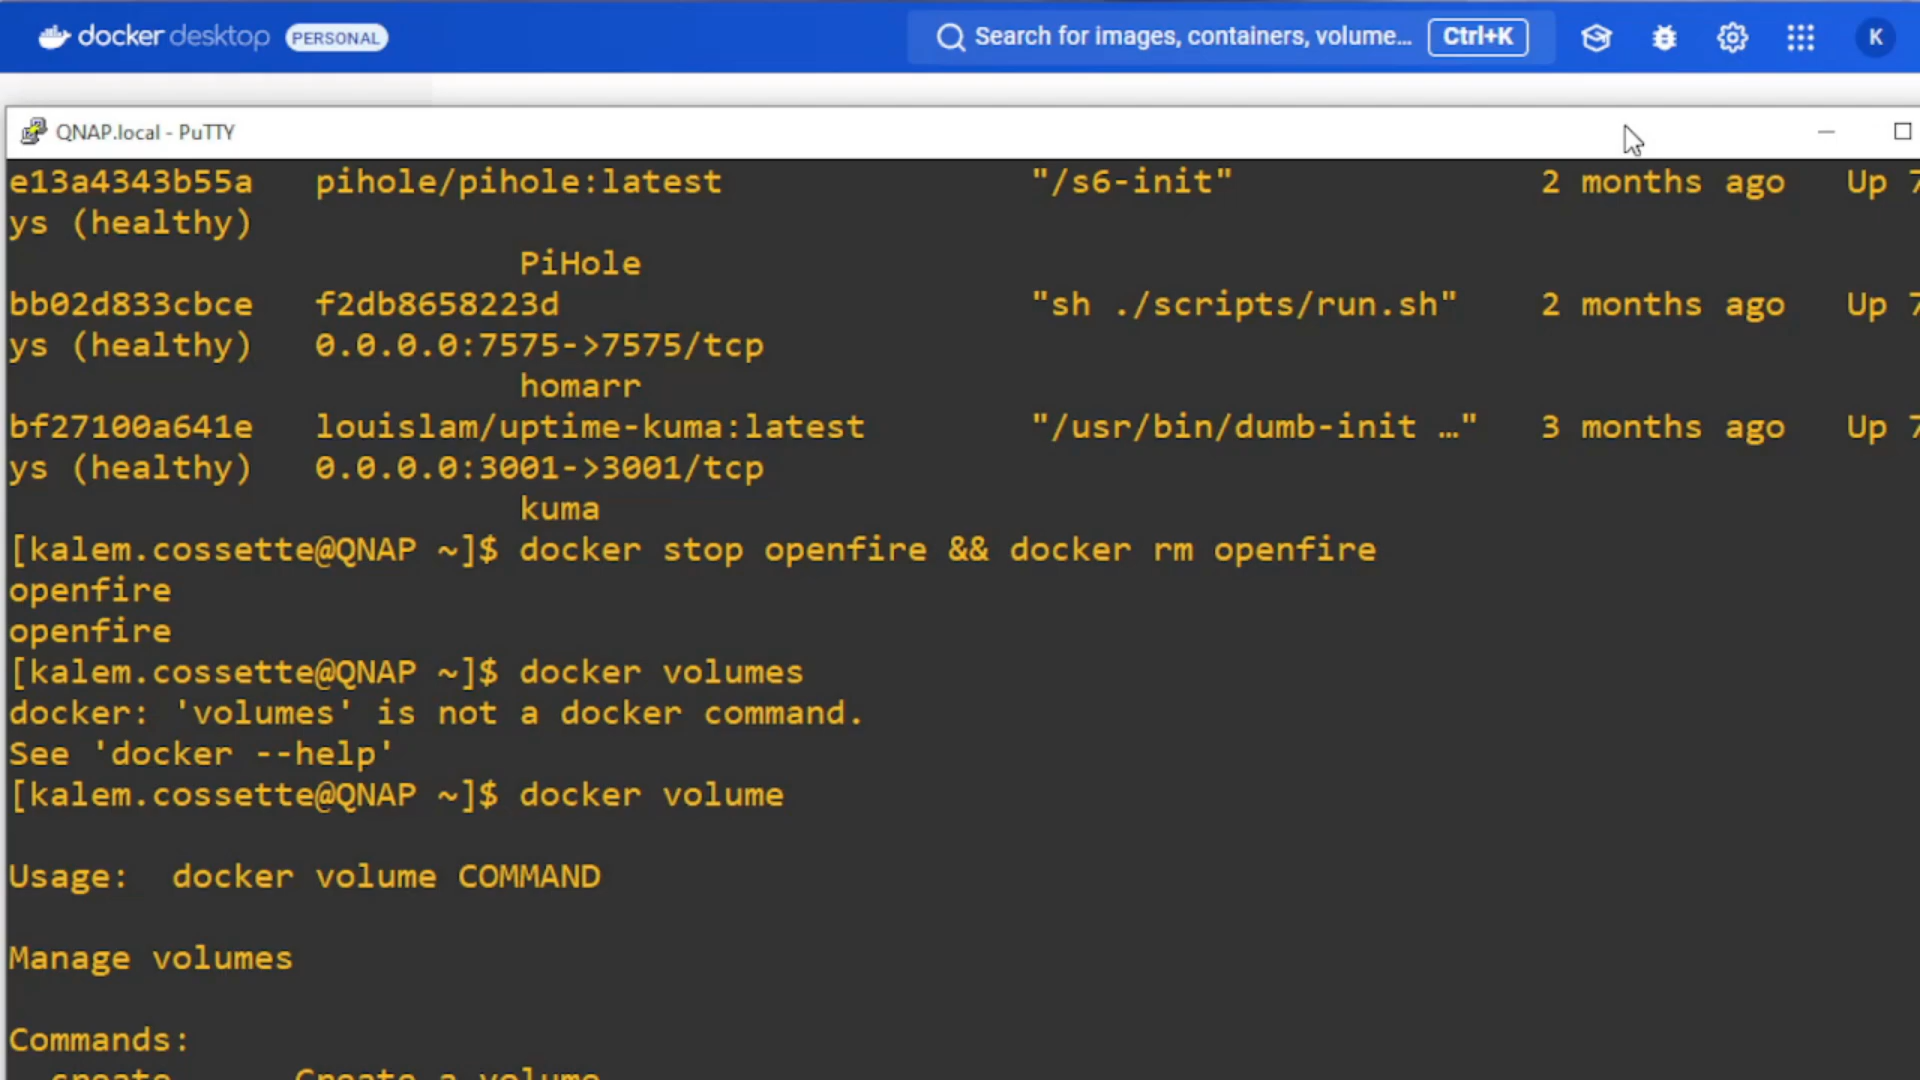 docker desktop PERSONAL Search for images, containers, volume... Ctrl+K K
QNAP.local - PuTTY
e13a4343b55a pihole/pihole:latest "/s6-init" 2 months ago Up 7
ys (healthy)
PiHole
bb02d833cbce f2db8658223d "sh ./scripts/run.sh" 2 months ago Up 7
ys (healthy) 0.0.0.0:7575->7575/tcp
homarr
bf27100a641e louislam/uptime-kuma:latest "/usr/bin/dumb-init …" 3 months ago Up 7
ys (healthy) 0.0.0.0:3001->3001/tcp
kuma
[kalem.cossette@QNAP ~]$ docker stop openfire && docker rm openfire
openfire
openfire
[kalem.cossette@QNAP ~]$ docker volumes
docker: 'volumes' is not a docker command.
See 'docker --help'
[kalem.cossette@QNAP ~]$ docker volume
Usage: docker volume COMMAND
Manage volumes
Commands:
create Create a volume